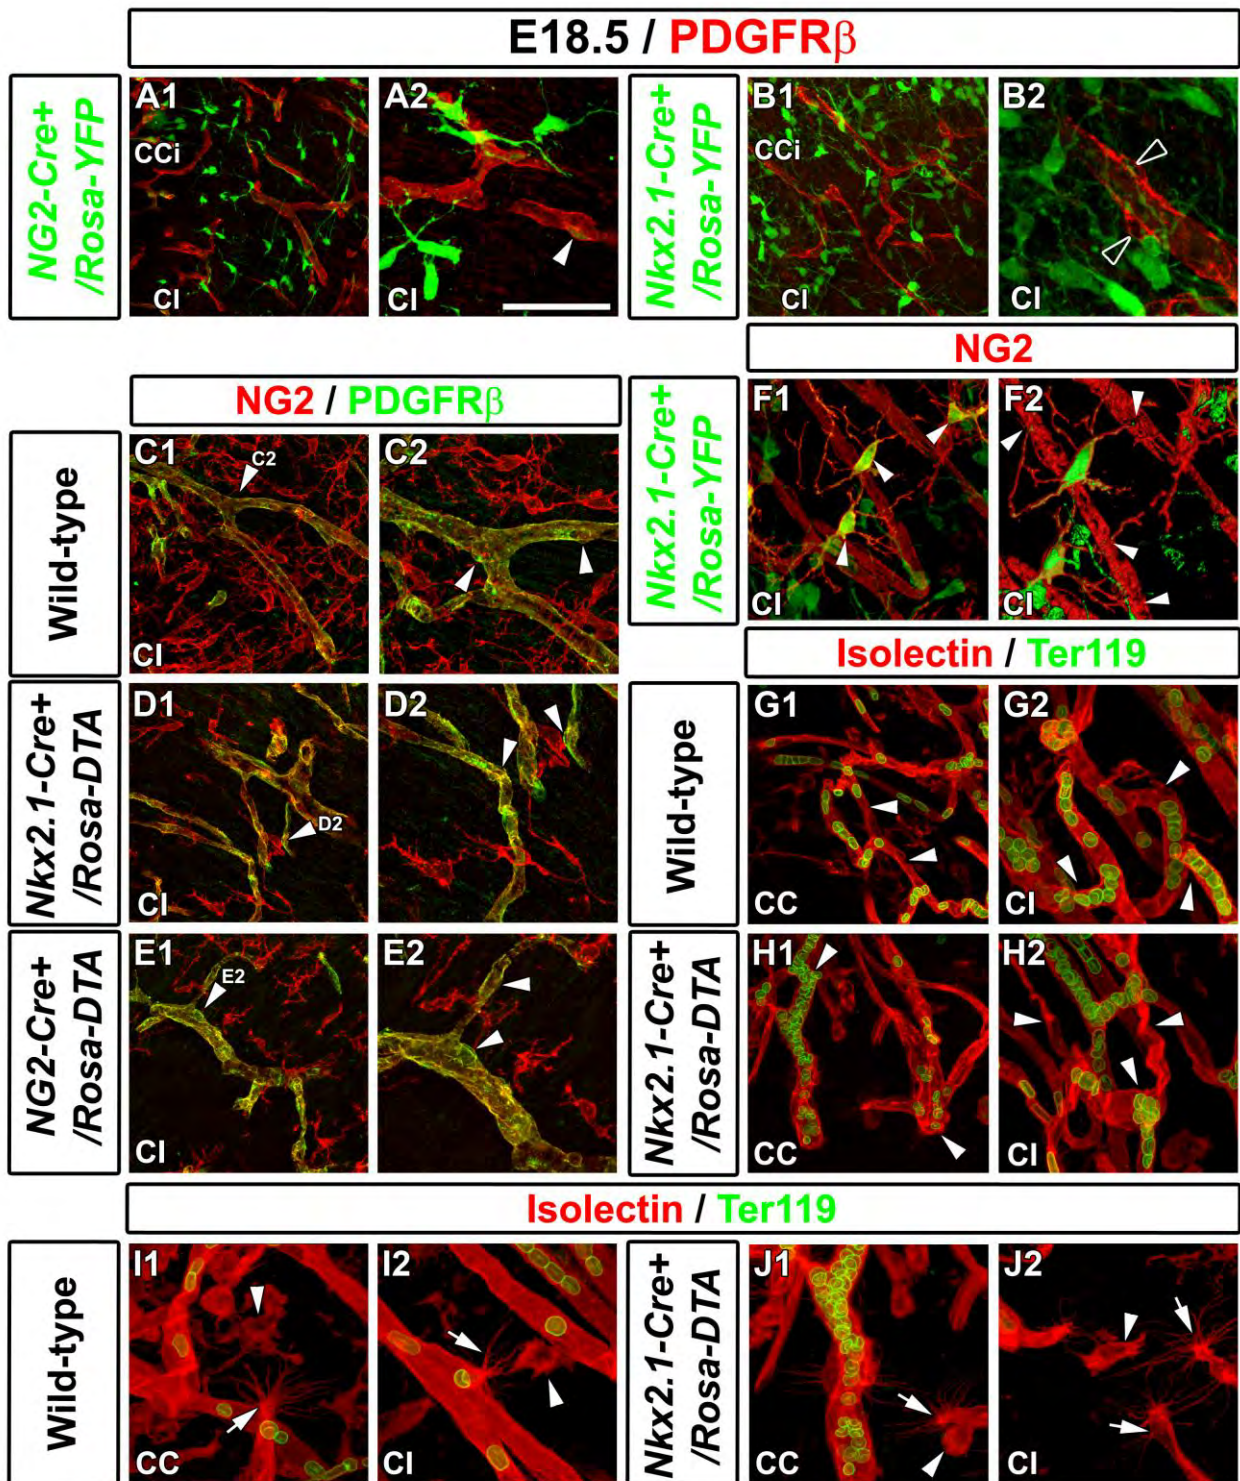 E18.5 / PDGFRβ
NG2-Cre+
/Rosa-YFP
A1
CCi
CI
A2
CI
Nkx2.1-Cre+
/Rosa-YFP
B1
CCi
CI
B2
CI
NG2 / PDGFRβ
Wild-type
C1
C2
CI
C2
Nkx2.1-Cre+
/Rosa-DTA
D1
D2
CI
D2
NG2-Cre+
/Rosa-DTA
E1
E2
CI
E2
NG2
Nkx2.1-Cre+
/Rosa-YFP
F1
CI
F2
CI
Isolectin / Ter119
Wild-type
G1
CC
G2
CI
Nkx2.1-Cre+
/Rosa-DTA
H1
CC
H2
CI
Isolectin / Ter119
Wild-type
I1
CC
I2
CI
Nkx2.1-Cre+
/Rosa-DTA
J1
CC
J2
CI